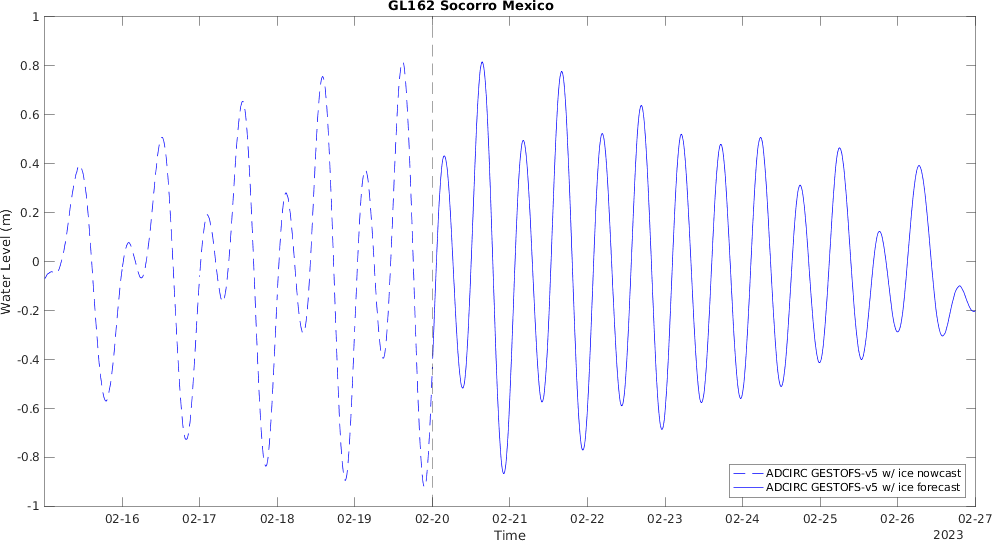 GL162 Socorro Mexico
Water Level (m)
1
0.8
0.6
0.4
0.2
0
-0.2
-0.4
-0.6
-0.8
-1
ADCIRC GESTOFS-v5 w/ ice nowcast
ADCIRC GESTOFS-v5 w/ ice forecast
02-16 02-17 02-18 02-19 02-20 02-21 02-22 02-23 02-24 02-25 02-26 02-27
Time
2023